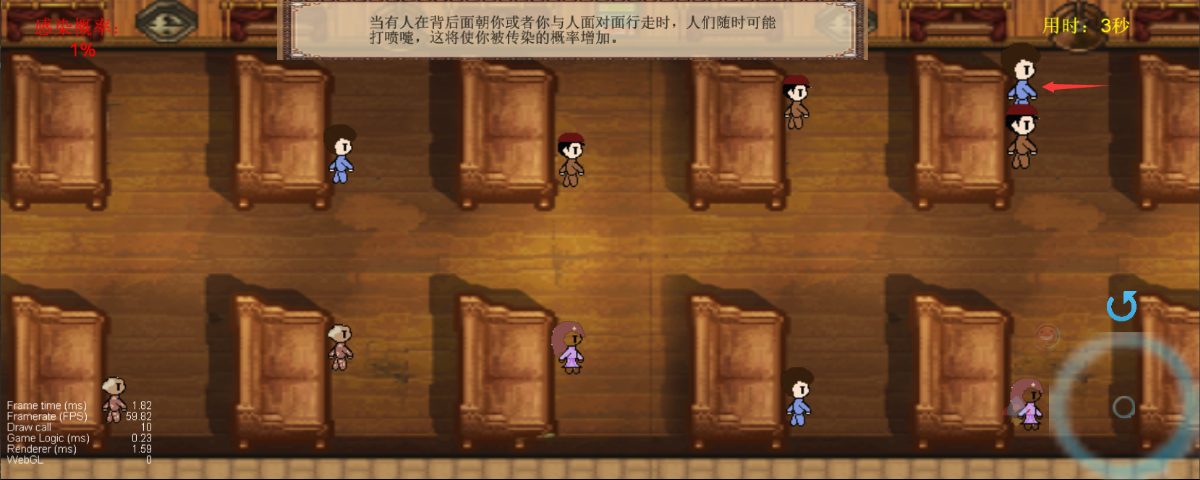 感染概率:
1%
当有人在背后面朝你或者你与人面对面行走时，人们随时可能
打喷嚏，这将使你被传染的概率增加。
用时：3秒
Frame time (ms) 1.82
Framerate (FPS) 59.82
Draw call 10
Game Logic (ms) 0.23
Renderer (ms) 1.59
WebGL 0